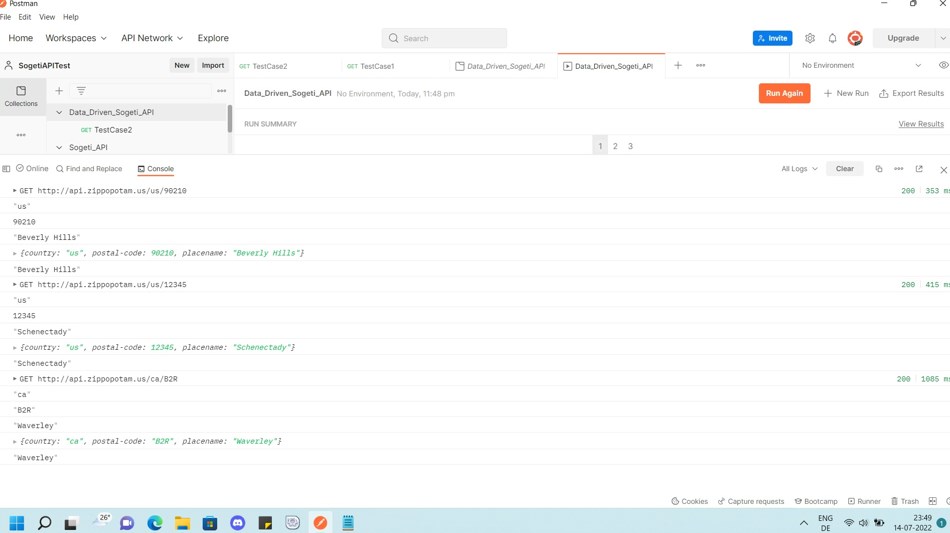 Postman
File Edit View Help
Home Workspaces API Network Explore Search Invite Upgrade
SogetiAPITest New Import GET TestCase2 GET TestCase1 Data_Driven_Sogeti_API Data_Driven_Sogeti_API No Environment
Collections
Data_Driven_Sogeti_API
GET TestCase2
Sogeti_API
Data_Driven_Sogeti_API No Environment, Today, 11:48 pm Run Again New Run Export Results
RUN SUMMARY View Results
1 2 3
Online Find and Replace Console All Logs Clear
GET http://api.zippopotam.us/us/90210 200 353 ms
"us"
90210
"Beverly Hills"
{country: "us", postal-code: 90210, placename: "Beverly Hills"}
"Beverly Hills"
GET http://api.zippopotam.us/us/12345 200 415 ms
"us"
12345
"Schenectady"
{country: "us", postal-code: 12345, placename: "Schenectady"}
"Schenectady"
GET http://api.zippopotam.us/ca/B2R 200 1085 ms
"ca"
"B2R"
"Waverley"
{country: "ca", postal-code: "B2R", placename: "Waverley"}
"Waverley"
Cookies Capture requests Bootcamp Runner Trash
26° ENG 23:49
DE 14-07-2022 1